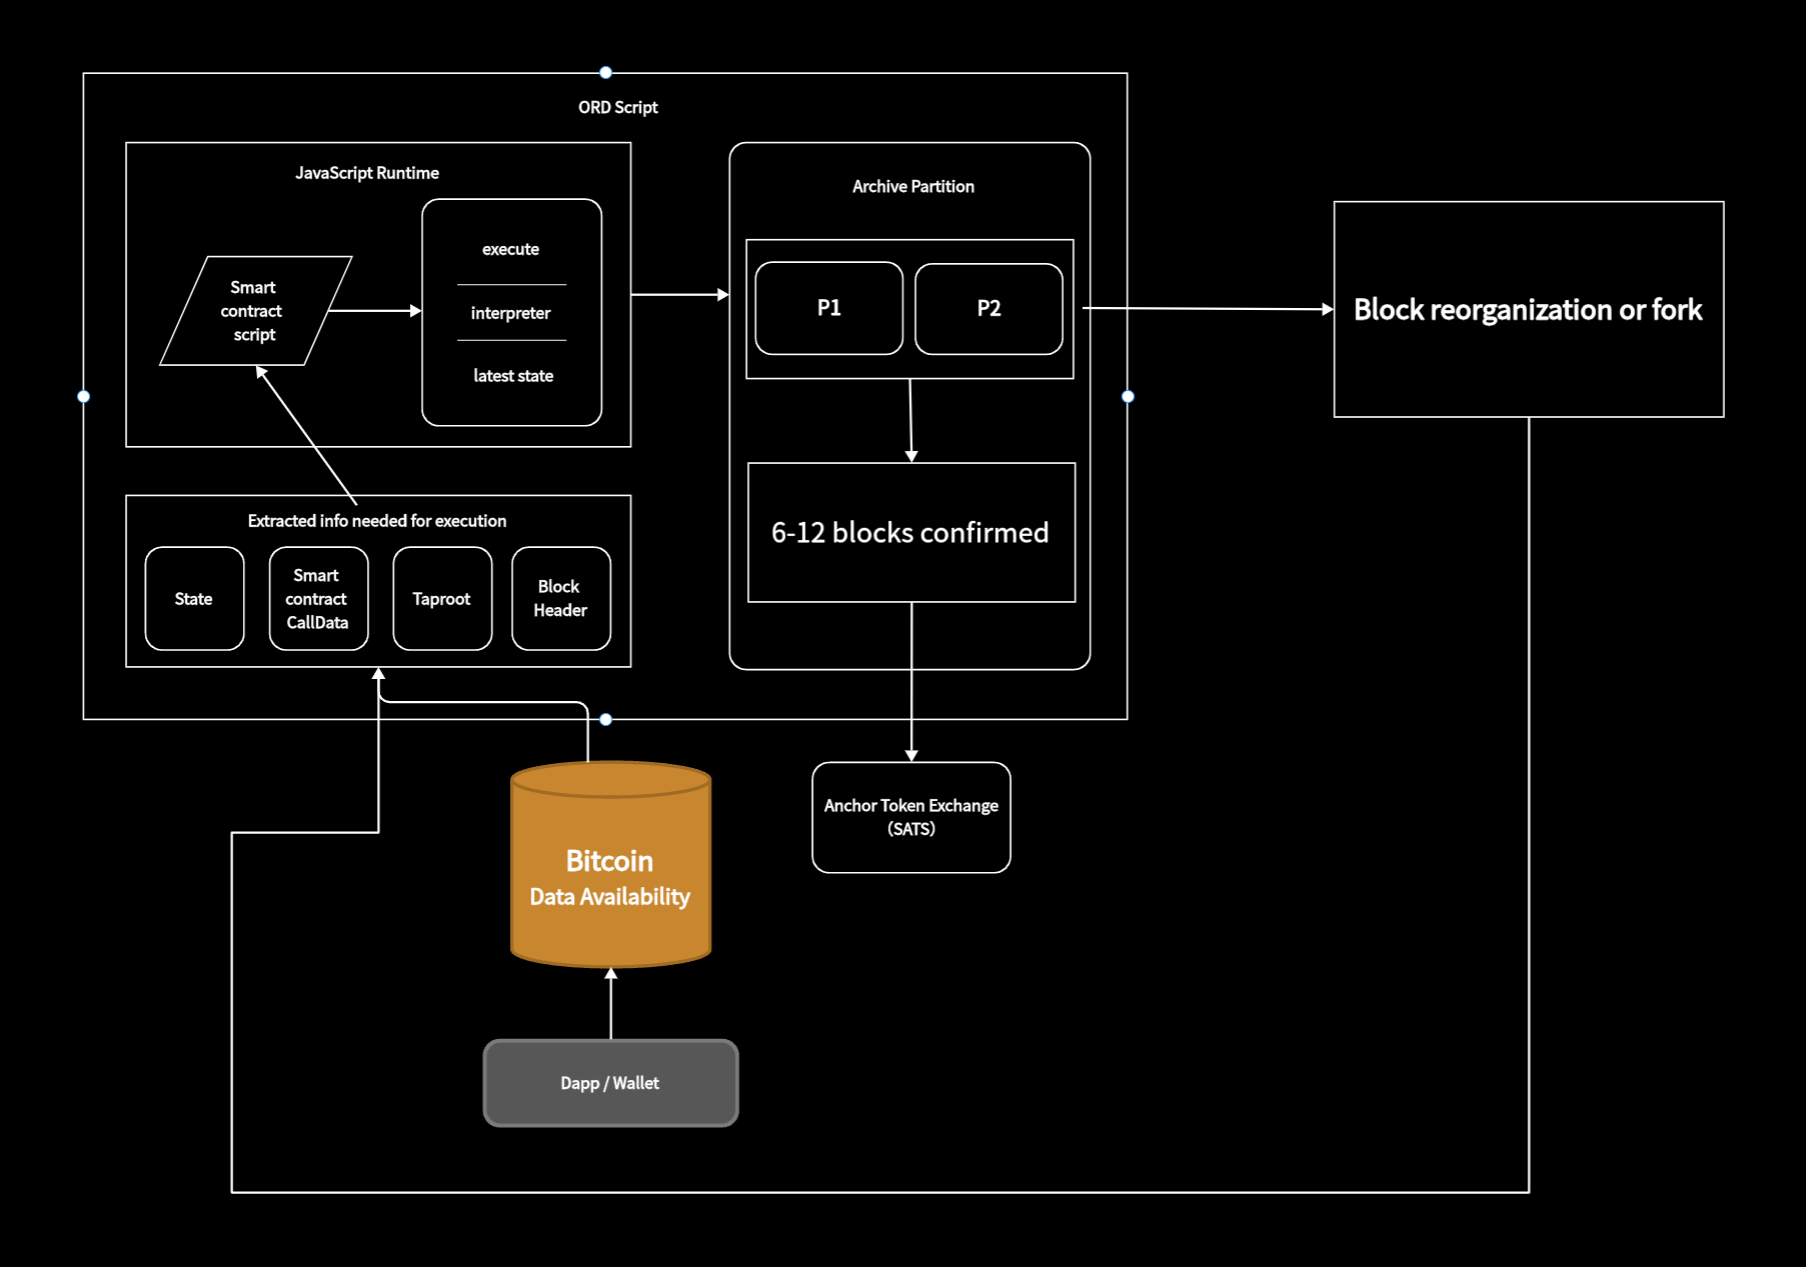 ORD Script
JavaScript Runtime
Smart
contract
script
execute
interpreter
latest state
Archive Partition
P1
P2
6-12 blocks confirmed
Block reorganization or fork
Extracted info needed for execution
State
Smart
contract
CallData
Taproot
Block
Header
Anchor Token Exchange
(SATS)
Bitcoin
Data Availability
Dapp / Wallet